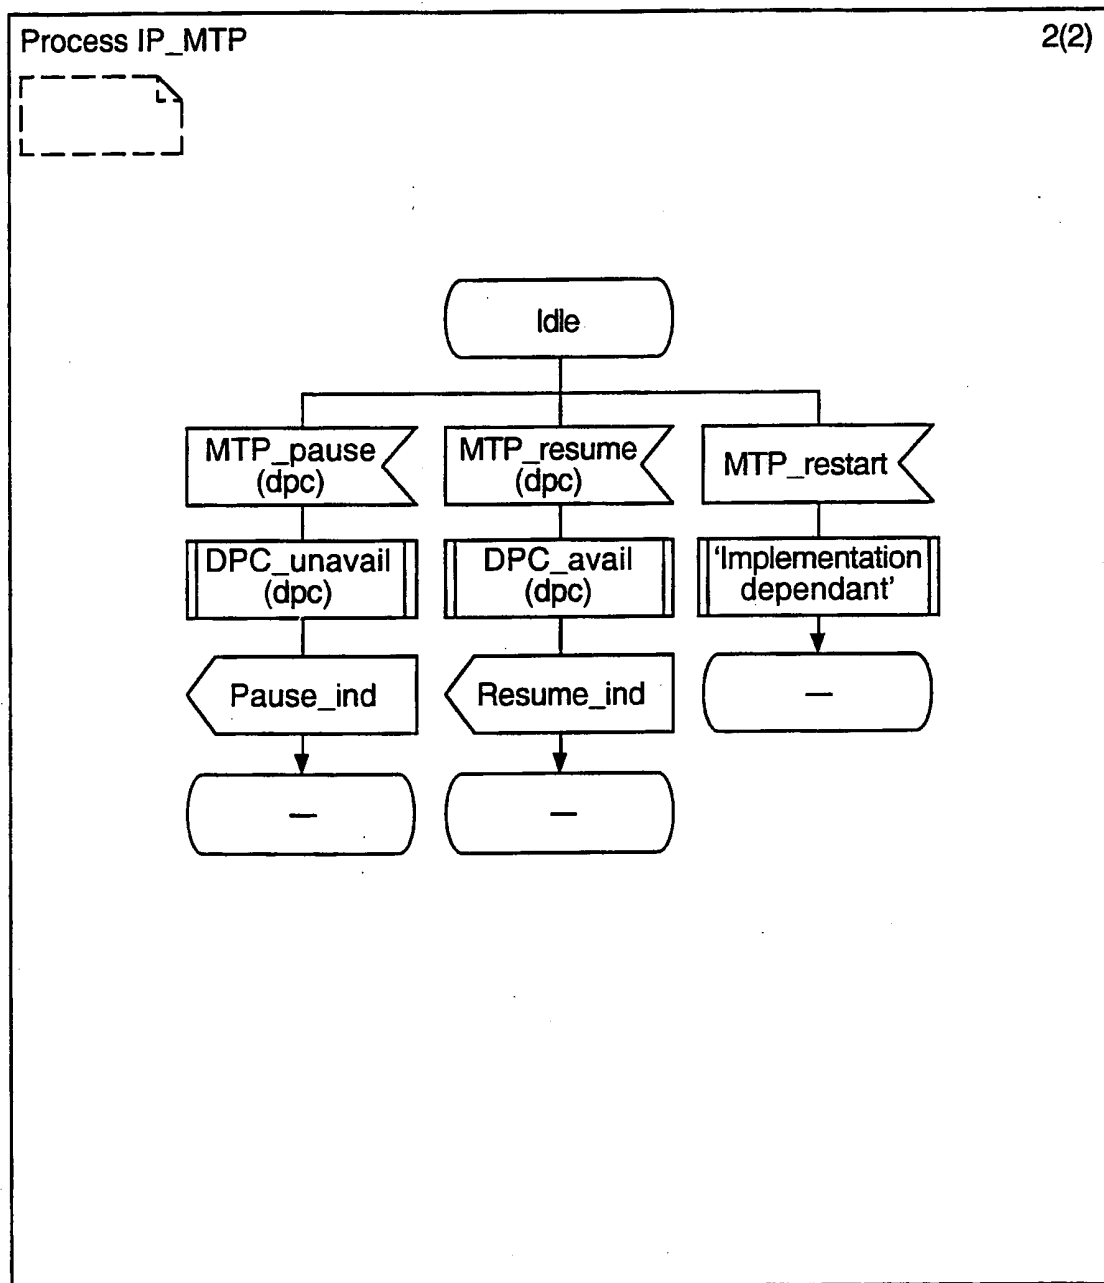 Process IP_MTP
2(2)
Idle
MTP_pause
(dpc)
MTP_resume
(dpc)
MTP_restart
DPC_unavail
(dpc)
DPC_avail
(dpc)
‘Implementation
dependant’
Pause_ind
Resume_ind
—
—
—